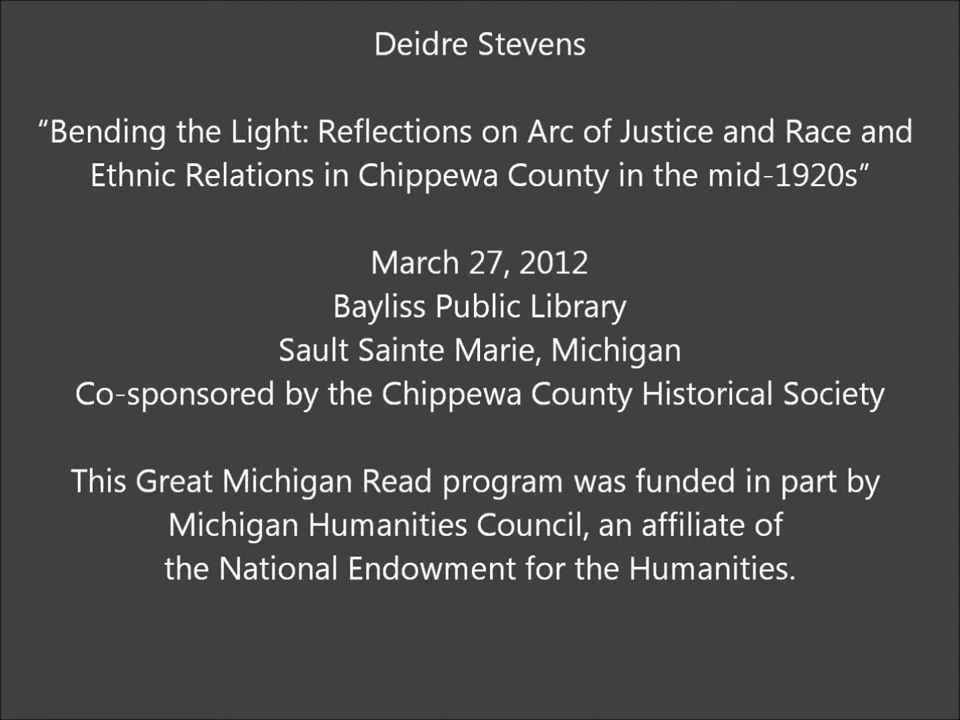 Deidre Stevens
“Bending the Light: Reflections on Arc of Justice and Race and
Ethnic Relations in Chippewa County in the mid-1920s”
March 27, 2012
Bayliss Public Library
Sault Sainte Marie, Michigan
Co-sponsored by the Chippewa County Historical Society
This Great Michigan Read program was funded in part by
Michigan Humanities Council, an affiliate of
the National Endowment for the Humanities.